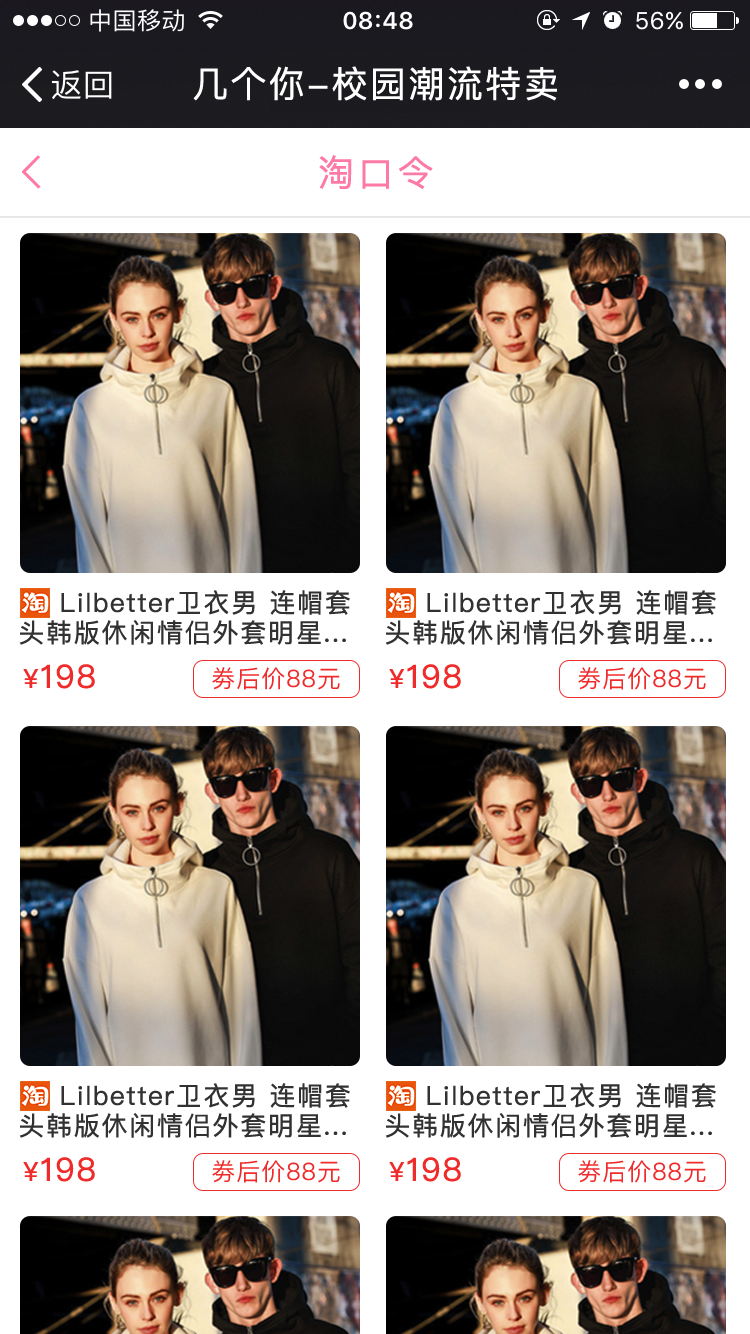 中国移动 08:48 56%
返回 几个你-校园潮流特卖
淘口令
淘 Lilbetter卫衣男 连帽套
头韩版休闲情侣外套明星...
¥198 券后价88元
淘 Lilbetter卫衣男 连帽套
头韩版休闲情侣外套明星...
¥198 券后价88元
淘 Lilbetter卫衣男 连帽套
头韩版休闲情侣外套明星...
¥198 券后价88元
淘 Lilbetter卫衣男 连帽套
头韩版休闲情侣外套明星...
¥198 券后价88元